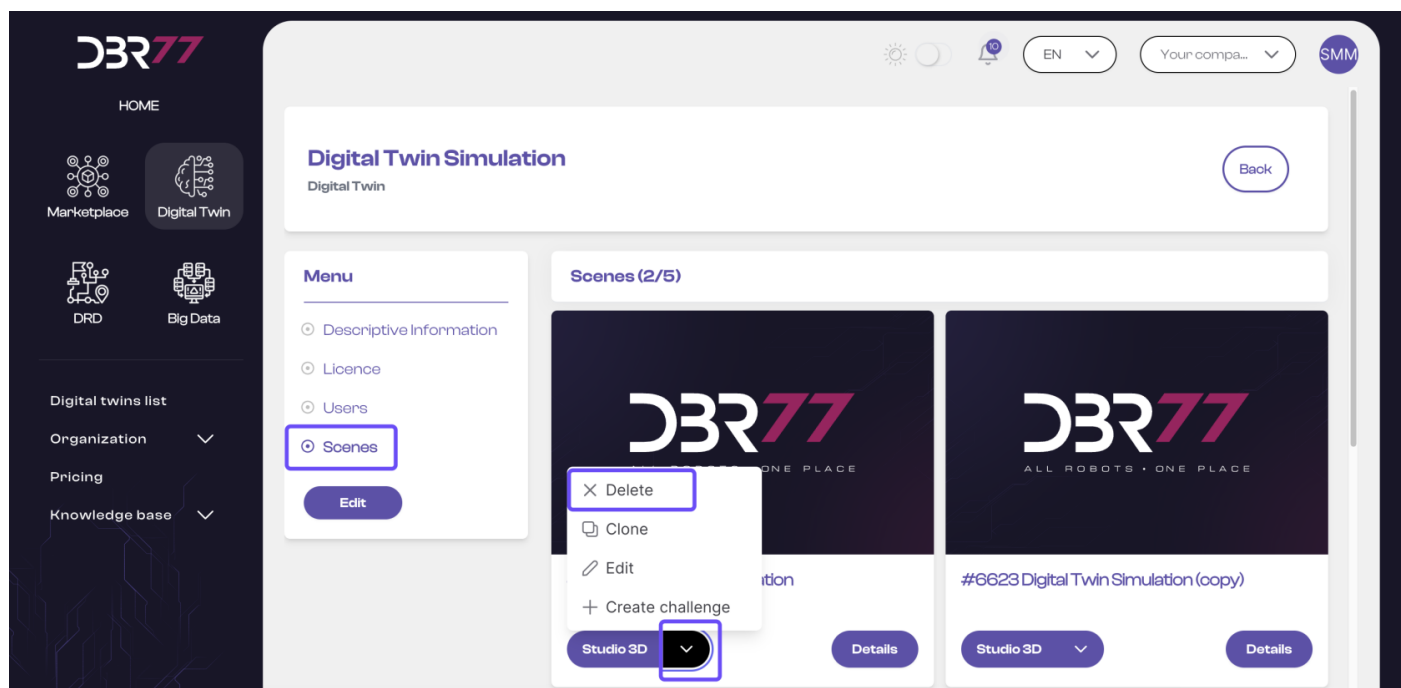 DBR77
HOME
Marketplace
Digital Twin
DRD
Big Data
Digital twins list
Organization
Pricing
Knowledge base
10
EN
Your compa...
SMM
Digital Twin Simulation
Digital Twin
Back
Menu
Descriptive Information
Licence
Users
Scenes
Edit
Scenes (2/5)
DBR77
ONE PLACE
Delete
Clone
Edit
Create challenge
Studio 3D
Details
DBR77
ALL ROBOTS • ONE PLACE
#6623 Digital Twin Simulation (copy)
Studio 3D
Details